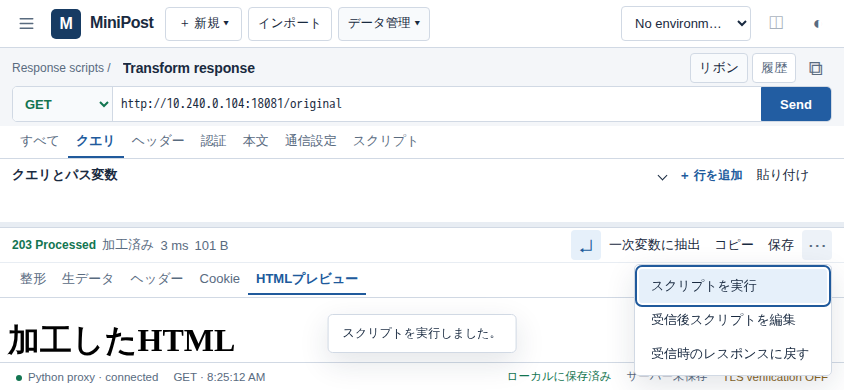 M MiniPost ＋ 新規 ▾ インポート データ管理 ▾ No environm…
Response scripts / Transform response リボン 履歴
GET http://10.240.0.104:18081/original Send
すべて クエリ ヘッダー 認証 本文 通信設定 スクリプト
クエリとパス変数 ＋ 行を追加 貼り付け
203 Processed 加工済み 3 ms 101 B 一次変数に抽出 コピー 保存 ···
整形 生データ ヘッダー Cookie HTMLプレビュー
スクリプトを実行
受信後スクリプトを編集
受信時のレスポンスに戻す
加工したHTML
スクリプトを実行しました。
Python proxy · connected GET · 8:25:12 AM ローカルに保存済み サーバー未保存 TLS verification OFF